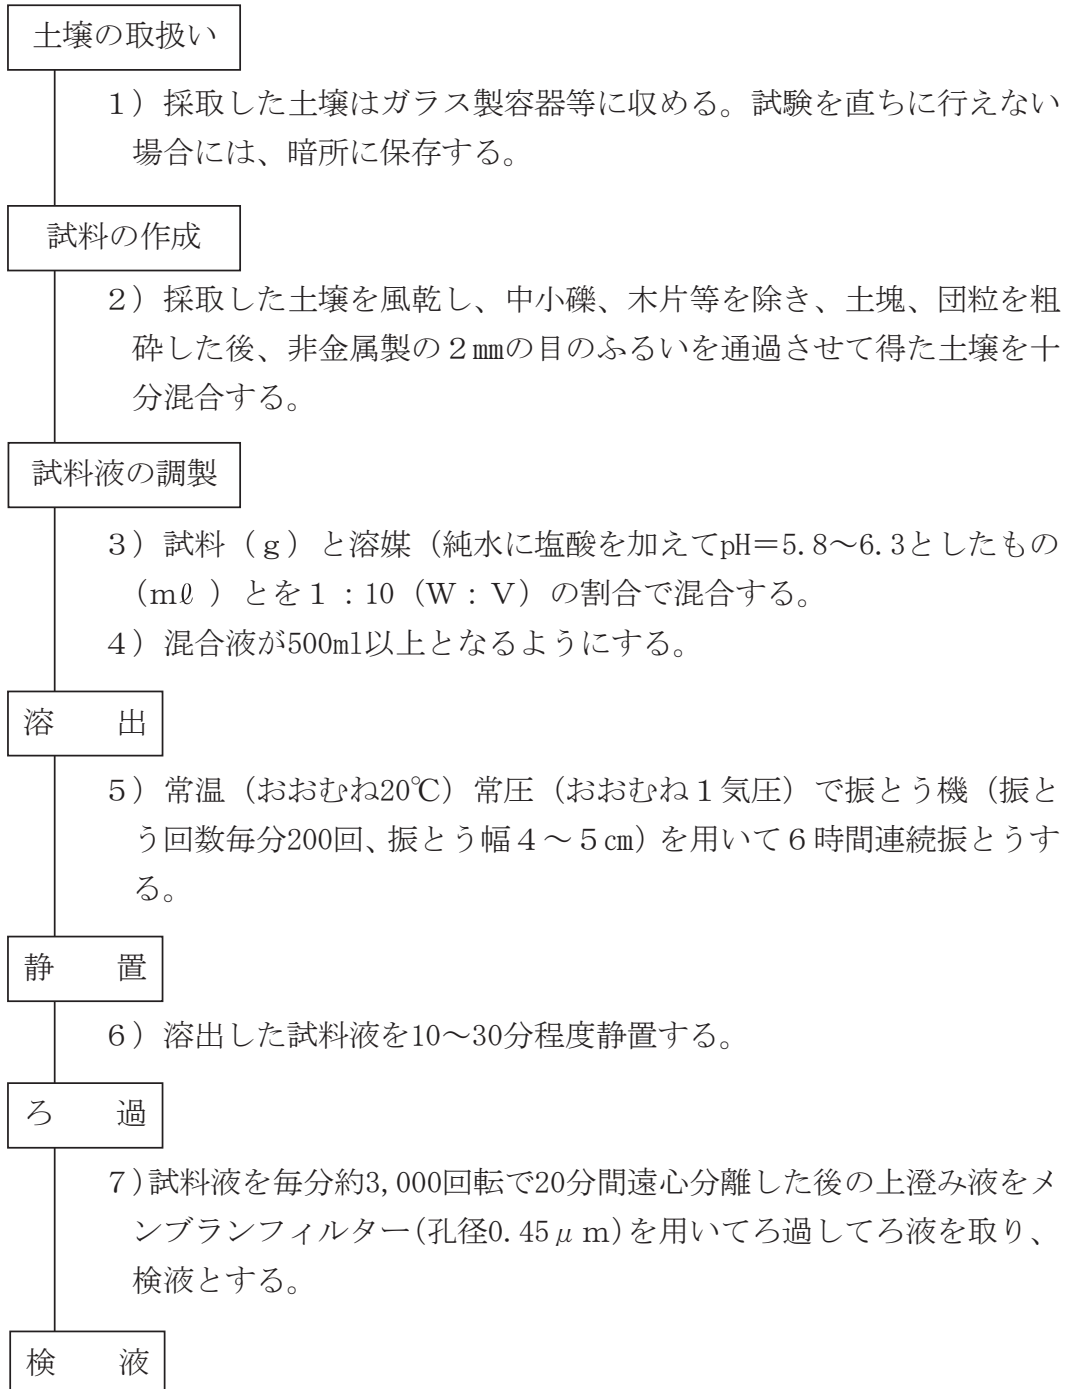 土壌の取扱い
１）採取した土壌はガラス製容器等に収める。試験を直ちに行えない
場合には、暗所に保存する。
試料の作成
２）採取した土壌を風乾し、中小礫、木片等を除き、土塊、団粒を粗
砕した後、非金属製の２㎜の目のふるいを通過させて得た土壌を十
分混合する。
試料液の調製
３）試料（ｇ）と溶媒（純水に塩酸を加えてpH＝5.8～6.3としたもの
（ｍℓ ）とを１：10（Ｗ：Ｖ）の割合で混合する。
４）混合液が500ml以上となるようにする。
溶　　出
５）常温（おおむね20℃）常圧（おおむね１気圧）で振とう機（振と
う回数毎分200回、振とう幅４～５㎝）を用いて６時間連続振とうす
る。
静　　置
６）溶出した試料液を10～30分程度静置する。
ろ　　過
７）試料液を毎分約3,000回転で20分間遠心分離した後の上澄み液をメ
ンブランフィルター(孔径0.45μｍ)を用いてろ過してろ液を取り、
検液とする。
検　　液